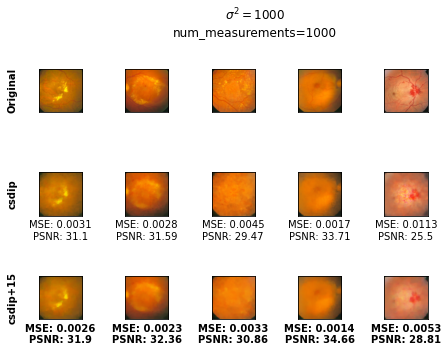 σ² = 1000
num_measurements=1000
Original
csdip
MSE: 0.0031 MSE: 0.0028 MSE: 0.0045 MSE: 0.0017 MSE: 0.0113
PSNR: 31.1 PSNR: 31.59 PSNR: 29.47 PSNR: 33.71 PSNR: 25.5
csdip+15
MSE: 0.0026 MSE: 0.0023 MSE: 0.0033 MSE: 0.0014 MSE: 0.0053
PSNR: 31.9 PSNR: 32.36 PSNR: 30.86 PSNR: 34.66 PSNR: 28.81